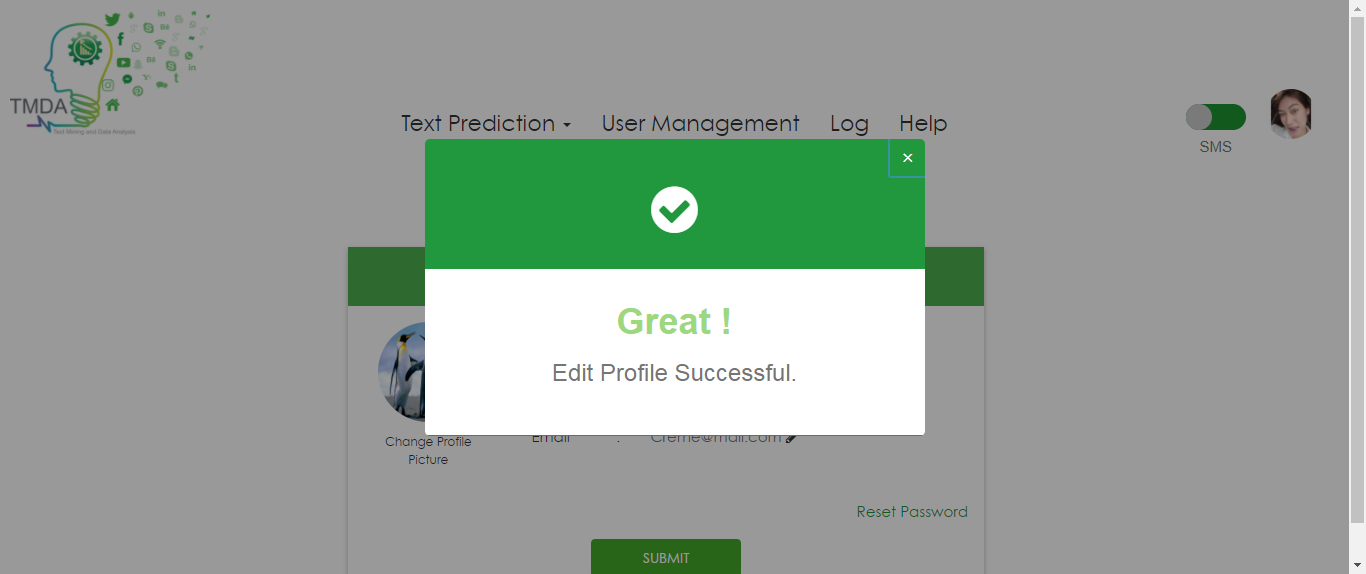 TMDA
Text Mining and Data Analysis
Text Prediction
User Management
Log
Help
SMS
×
Great !
Edit Profile Successful.
Email : Creme@mail.com
Change Profile
Picture
Reset Password
SUBMIT